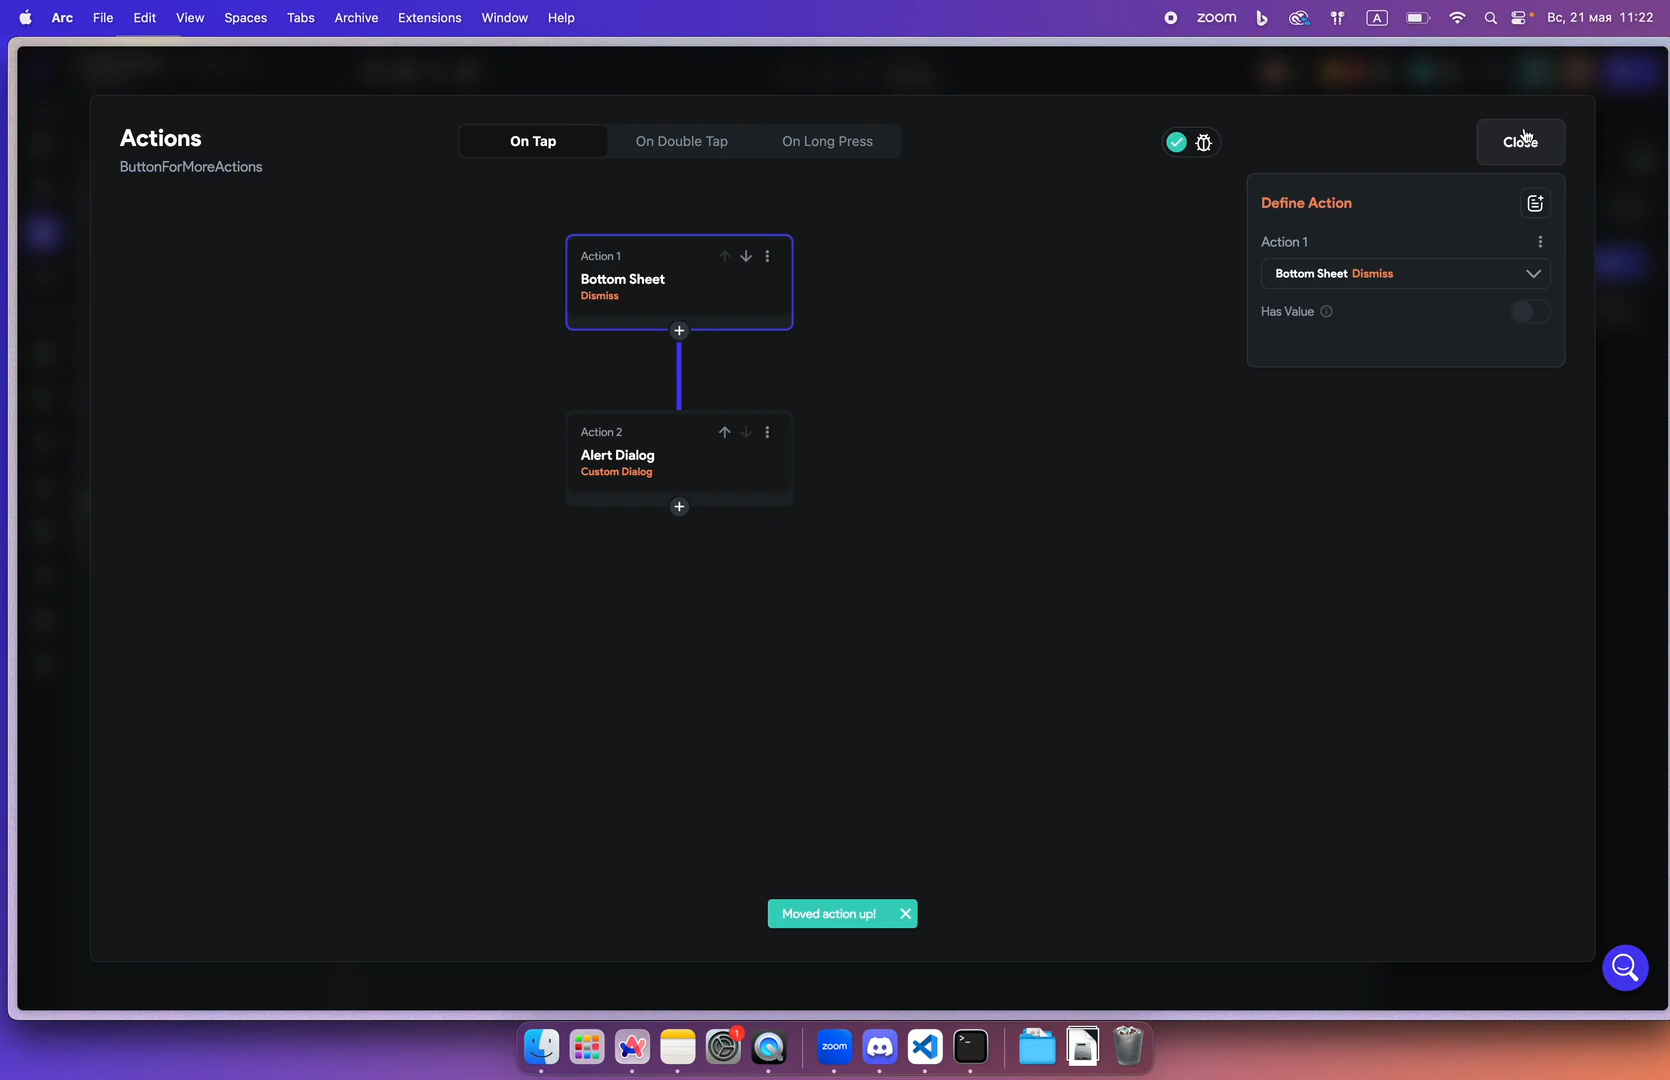 Arc File Edit View Spaces Tabs Archive Extensions Window Help zoom A Вс, 21 мая 11:22
Actions
ButtonForMoreActions
On Tap On Double Tap On Long Press
Close
Define Action
Action 1
Bottom Sheet Dismiss
Has Value
Action 1
Bottom Sheet
Dismiss
Action 2
Alert Dialog
Custom Dialog
Moved action up!
1
zoom